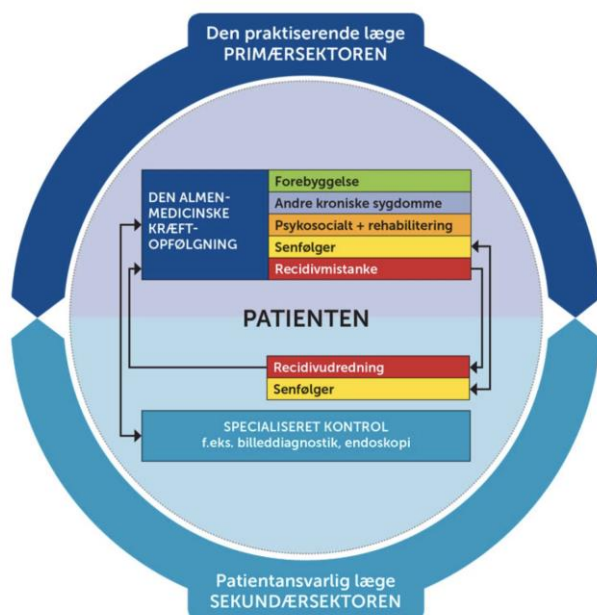 Den praktiserende læge
PRIMÆRSEKTOREN
DEN ALMEN-
MEDICINSKE
KRÆFT-
OPFØLGNING
Forebyggelse
Andre kroniske sygdomme
Psykosocialt + rehabilitering
Senfølger
Recidivmistanke
PATIENTEN
Recidivudredning
Senfølger
SPECIALISERET KONTROL
f.eks. billeddiagnostik, endoskopi
Patientansvarlig læge
SEKUNDÆRSEKTOREN